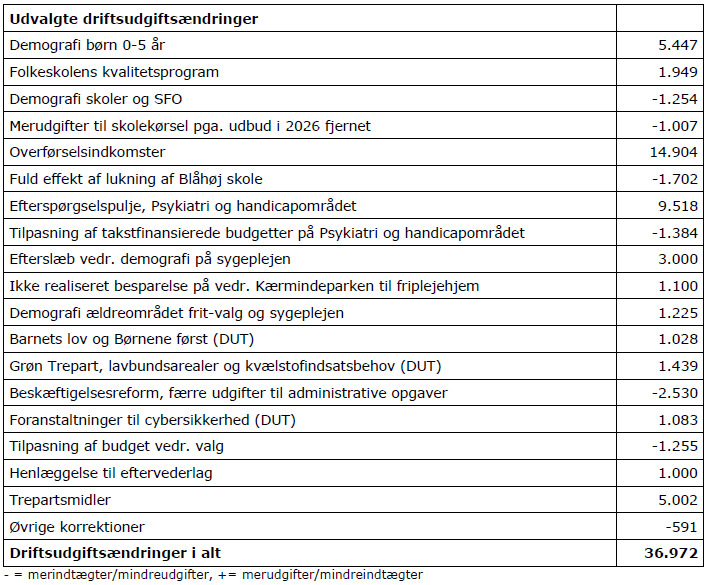 Udvalgte driftsudgiftsændringer
Demografi børn 0-5 år 5.447
Folkeskolens kvalitetsprogram 1.949
Demografi skoler og SFO -1.254
Merudgifter til skolekørsel pga. udbud i 2026 fjernet -1.007
Overførselsindkomster 14.904
Fuld effekt af lukning af Blåhøj skole -1.702
Efterspørgselspulje, Psykiatri og handicapområdet 9.518
Tilpasning af takstfinansierede budgetter på Psykiatri og handicapområdet -1.384
Efterslæb vedr. demografi på sygeplejen 3.000
Ikke realiseret besparelse på vedr. Kærmindeparken til friplejehjem 1.100
Demografi ældreområdet frit-valg og sygeplejen 1.225
Barnets lov og Børnene først (DUT) 1.028
Grøn Trepart, lavbundsarealer og kvælstofindsatsbehov (DUT) 1.439
Beskæftigelsesreform, færre udgifter til administrative opgaver -2.530
Foranstaltninger til cybersikkerhed (DUT) 1.083
Tilpasning af budget vedr. valg -1.255
Henlæggelse til eftervederlag 1.000
Trepartsmidler 5.002
Øvrige korrektioner -591
Driftsudgiftsændringer i alt 36.972
- = merindtægter/mindreudgifter, += merudgifter/mindreindtægter